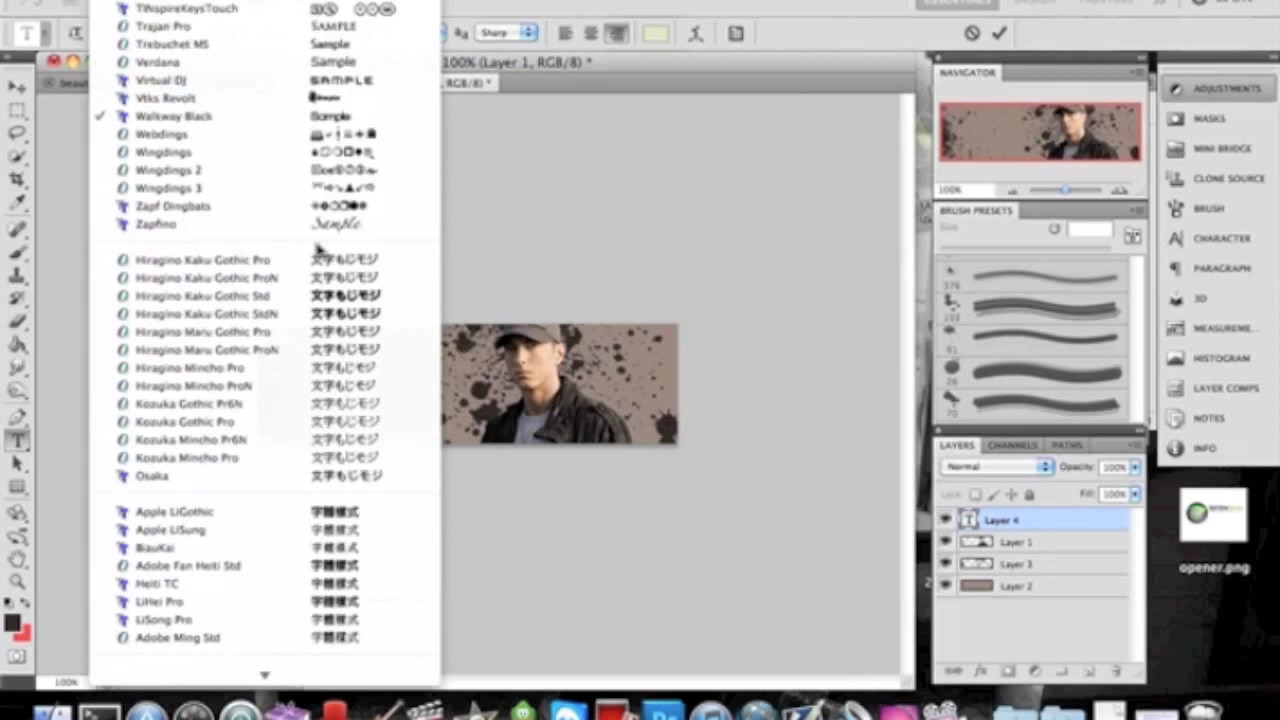 TINspireKeysTouch
Trajan Pro SAMPLE
Trebuchet MS Sample
Verdana Sample
Virtual DJ SAMPLE
Vtks Revolt
Walkway Black Sample
Webdings
Wingdings
Wingdings 2
Wingdings 3
Zapf Dingbats
Zapfino Sample
Hiragino Kaku Gothic Pro 文字もじモジ
Hiragino Kaku Gothic ProN 文字もじモジ
Hiragino Kaku Gothic Std 文字もじモジ
Hiragino Kaku Gothic StdN 文字もじモジ
Hiragino Maru Gothic Pro 文字もじモジ
Hiragino Maru Gothic ProN 文字もじモジ
Hiragino Mincho Pro 文字もじモジ
Hiragino Mincho ProN 文字もじモジ
Kozuka Gothic Pr6N 文字もじモジ
Kozuka Gothic Pro 文字もじモジ
Kozuka Mincho Pr6N 文字もじモジ
Kozuka Mincho Pro 文字もじモジ
Osaka 文字もじモジ
Apple LiGothic 字體樣式
Apple LiSung 字體樣式
BiauKai 字體樣式
Adobe Fan Heiti Std 字體樣式
Heiti TC 字體樣式
LiHei Pro 字體樣式
LiSong Pro 字體樣式
Adobe Ming Std 字體樣式
100%
aa Sharp
100% (Layer 1, RGB/8) *
, RGB/8) *
NAVIGATOR
100%
BRUSH PRESETS
Size
376
103
91
26
70
LAYERS CHANNELS PATHS
Normal Opacity: 100%
Lock: Fill: 100%
T Layer 4
Layer 1
Layer 3
Layer 2
ADJUSTMENTS
MASKS
MINI BRIDGE
CLONE SOURCE
BRUSH
CHARACTER
PARAGRAPH
3D
MEASUREME...
HISTOGRAM
LAYER COMPS
NOTES
INFO
opener.png
Ps